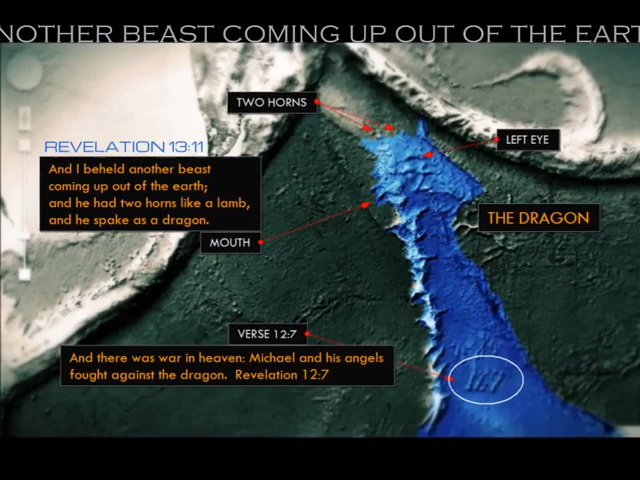 NOTHER BEAST COMING UP OUT OF THE EART
TWO HORNS
LEFT EYE
REVELATION 13:11
And I beheld another beast
coming up out of the earth;
and he had two horns like a lamb,
and he spake as a dragon.
THE DRAGON
MOUTH
VERSE 12:7
And there was war in heaven: Michael and his angels
fought against the dragon. Revelation 12:7